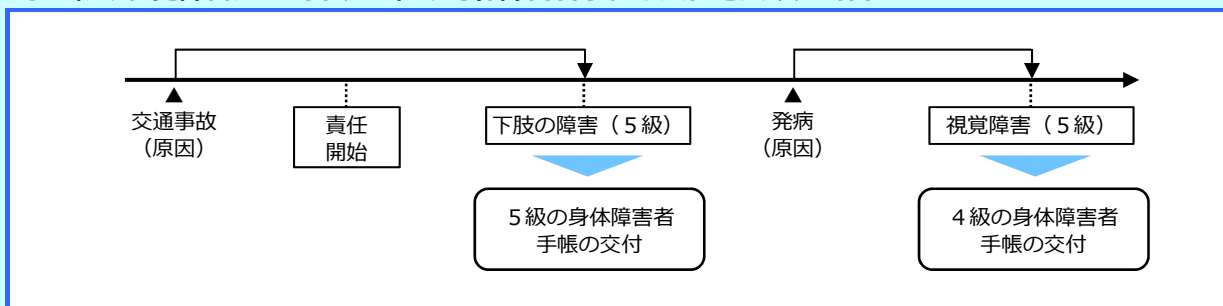 交通事故
（原因）
責任
開始
下肢の障害（５級）
発病
（原因）
視覚障害（５級）
５級の身体障害者
手帳の交付
４級の身体障害者
手帳の交付